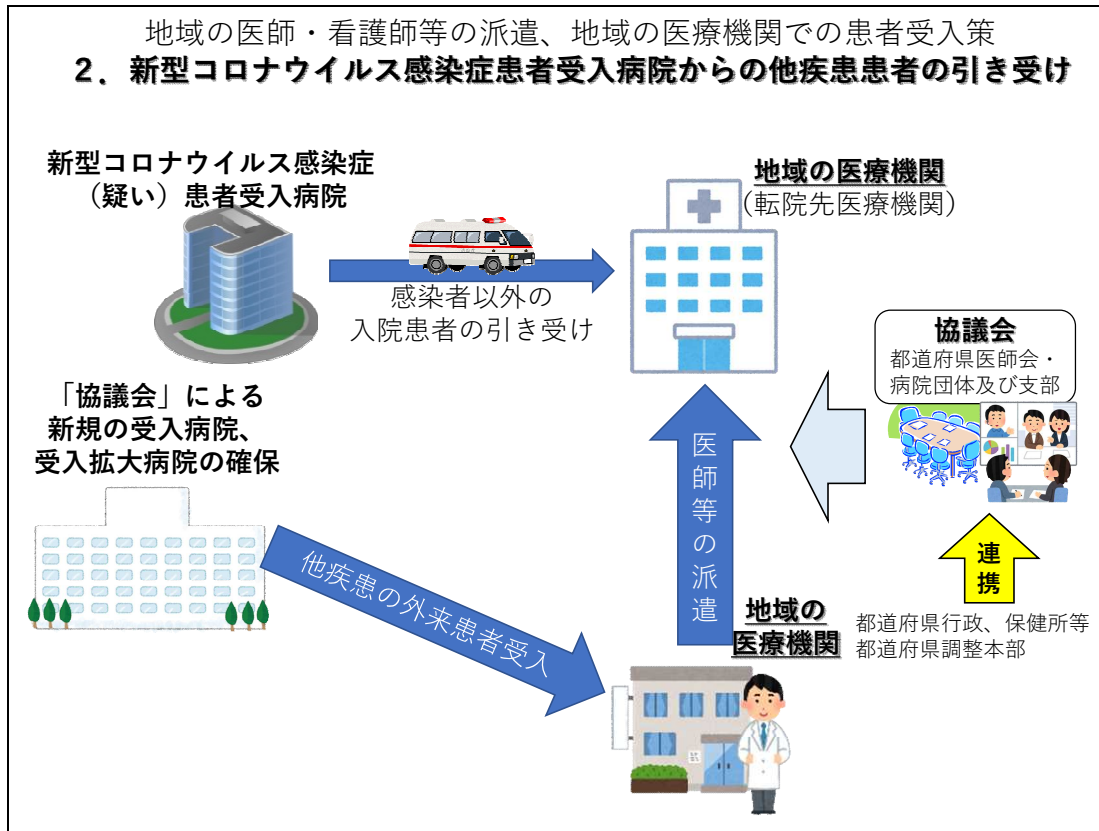 地域の医師・看護師等の派遣、地域の医療機関での患者受入策
２．新型コロナウイルス感染症患者受入病院からの他疾患患者の引き受け
新型コロナウイルス感染症
（疑い）患者受入病院
感染者以外の
入院患者の引き受け
地域の医療機関
(転院先医療機関)
協議会
都道府県医師会・
病院団体及び支部
「協議会」による
新規の受入病院、
受入拡大病院の確保
他疾患の外来患者受入
医師等の派遣
連携
地域の
医療機関
都道府県行政、保健所等
都道府県調整本部